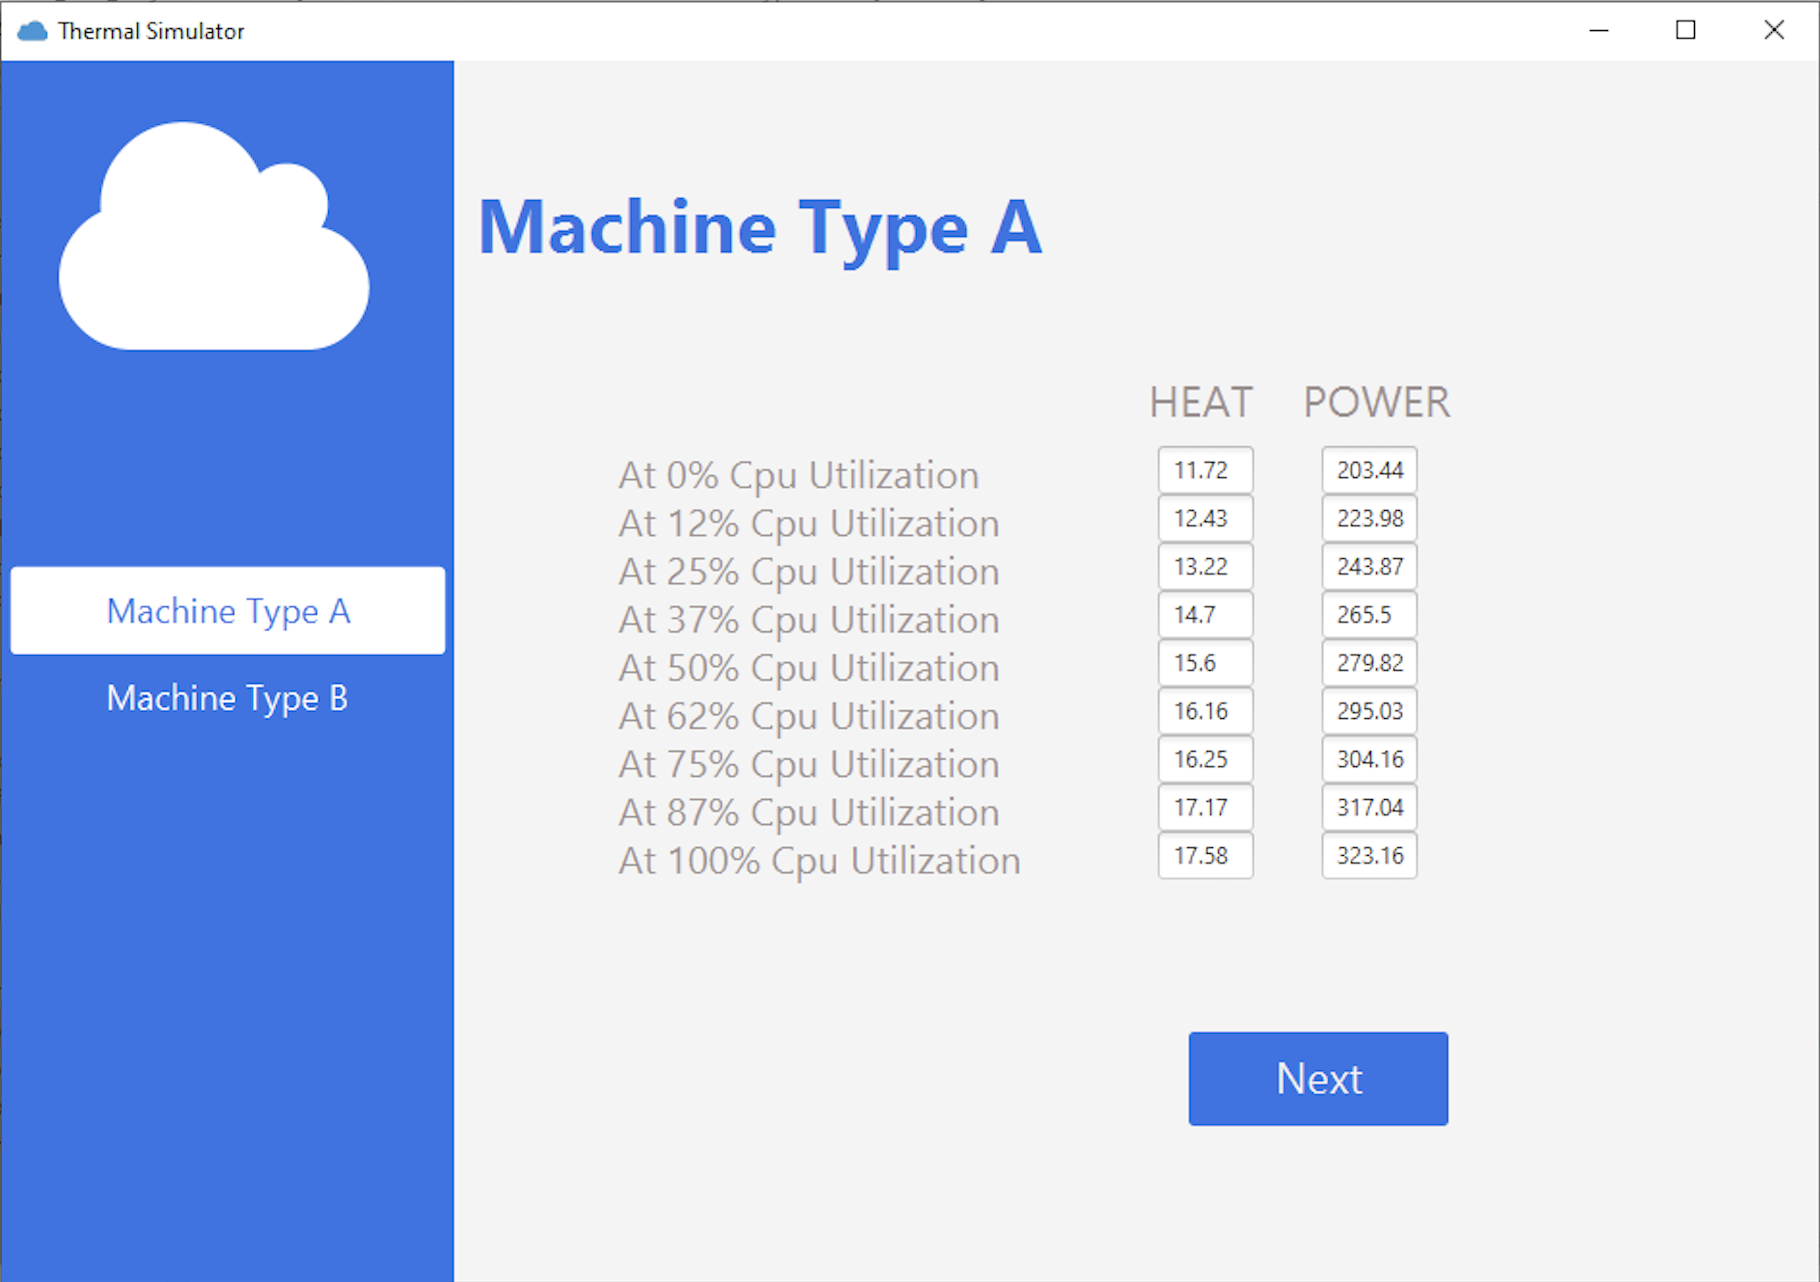 Thermal Simulator
Machine Type A
Machine Type B
Machine Type A
HEAT POWER
At 0% Cpu Utilization 11.72 203.44
At 12% Cpu Utilization 12.43 223.98
At 25% Cpu Utilization 13.22 243.87
At 37% Cpu Utilization 14.7 265.5
At 50% Cpu Utilization 15.6 279.82
At 62% Cpu Utilization 16.16 295.03
At 75% Cpu Utilization 16.25 304.16
At 87% Cpu Utilization 17.17 317.04
At 100% Cpu Utilization 17.58 323.16
Next